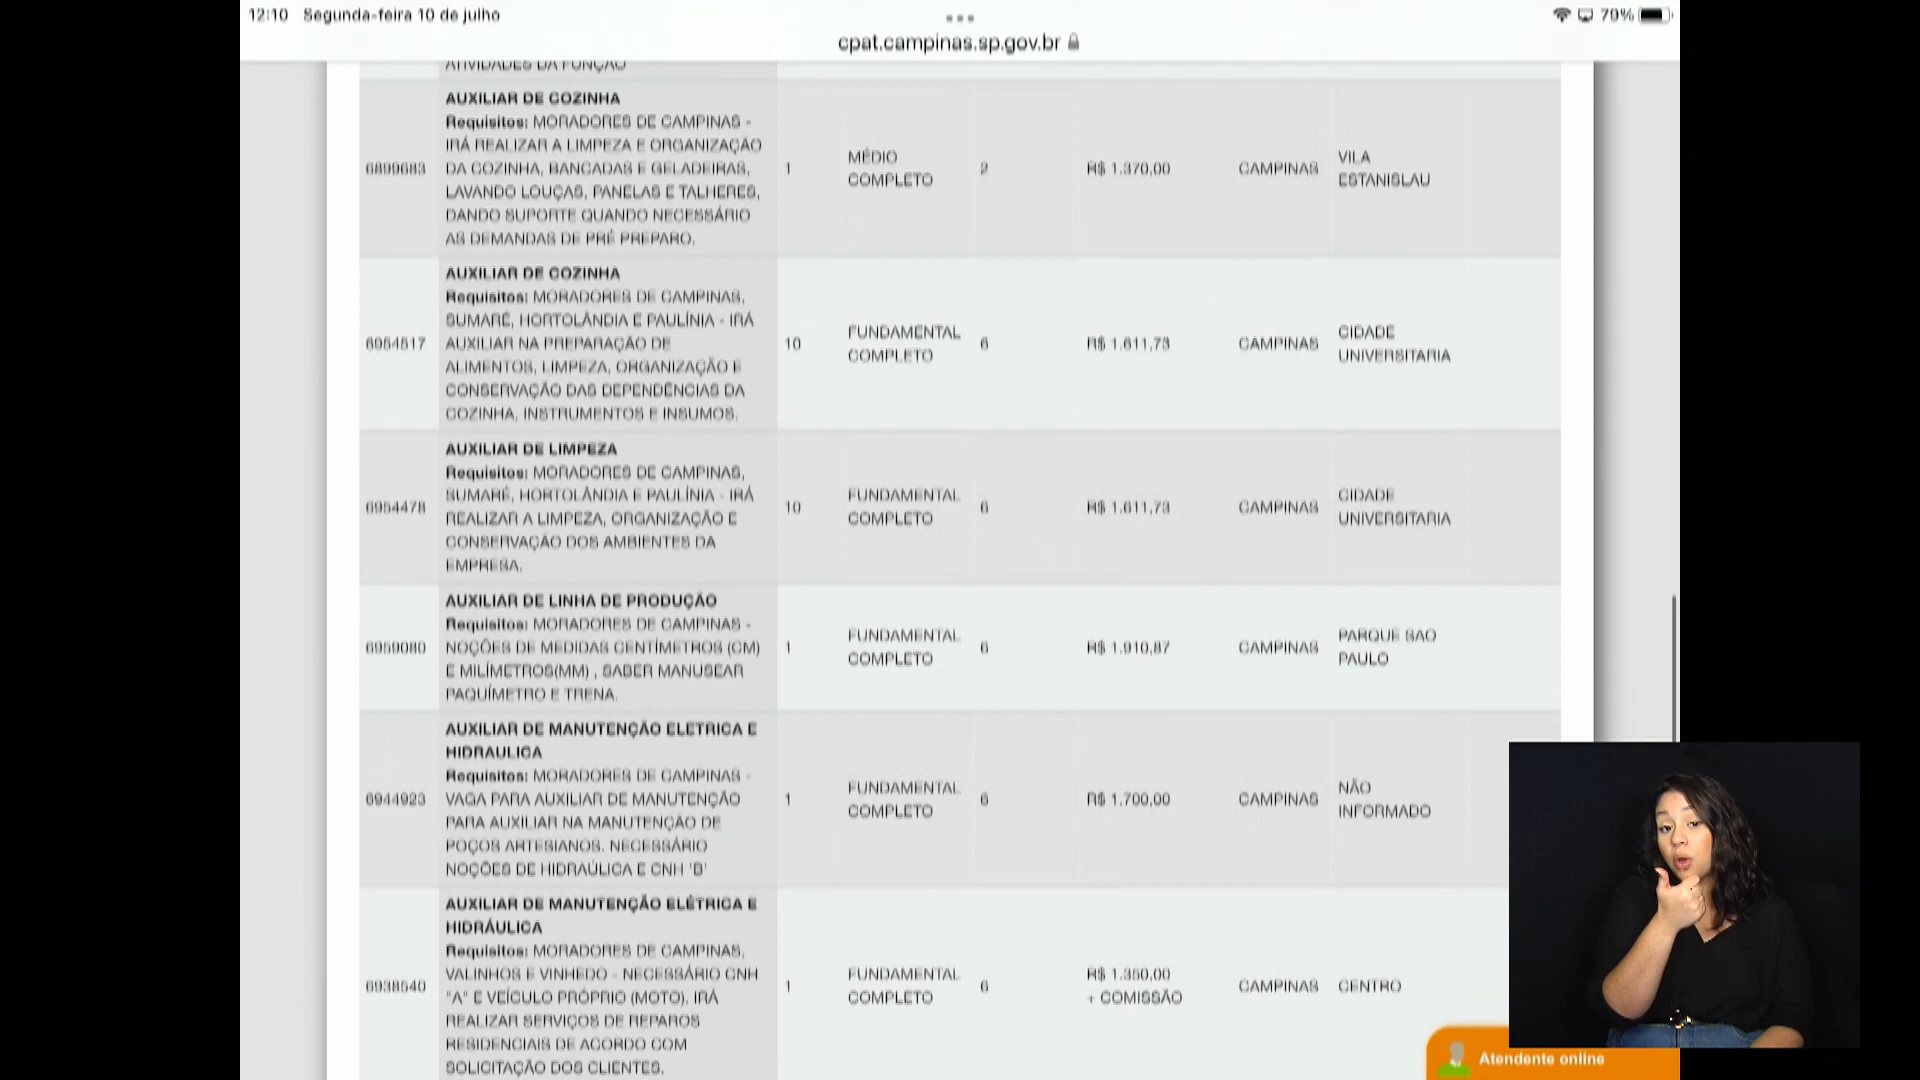 12:10 Segunda-feira 10 de julho
79%
cpat.campinas.sp.gov.br
ATIVIDADES DA FUNÇÃO
AUXILIAR DE COZINHA
Requisitos: MORADORES DE CAMPINAS -
IRÁ REALIZAR A LIMPEZA E ORGANIZAÇÃO
DA COZINHA, BANCADAS E GELADEIRAS,
LAVANDO LOUÇAS, PANELAS E TALHERES,
DANDO SUPORTE QUANDO NECESSÁRIO
AS DEMANDAS DE PRÉ PREPARO.
6899683
1
MÉDIO
COMPLETO
2
R$ 1.370,00
CAMPINAS
VILA
ESTANISLAU
AUXILIAR DE COZINHA
Requisitos: MORADORES DE CAMPINAS,
SUMARÉ, HORTOLÂNDIA E PAULÍNIA - IRÁ
AUXILIAR NA PREPARAÇÃO DE
ALIMENTOS, LIMPEZA, ORGANIZAÇÃO E
CONSERVAÇÃO DAS DEPENDÊNCIAS DA
COZINHA, INSTRUMENTOS E INSUMOS.
6954517
10
FUNDAMENTAL
COMPLETO
6
R$ 1.611,73
CAMPINAS
CIDADE
UNIVERSITARIA
AUXILIAR DE LIMPEZA
Requisitos: MORADORES DE CAMPINAS,
SUMARÉ, HORTOLÂNDIA E PAULÍNIA - IRÁ
REALIZAR A LIMPEZA, ORGANIZAÇÃO E
CONSERVAÇÃO DOS AMBIENTES DA
EMPRESA.
6954478
10
FUNDAMENTAL
COMPLETO
6
R$ 1.611,73
CAMPINAS
CIDADE
UNIVERSITARIA
AUXILIAR DE LINHA DE PRODUÇÃO
Requisitos: MORADORES DE CAMPINAS -
NOÇÕES DE MEDIDAS CENTÍMETROS (CM)
E MILÍMETROS(MM) , SABER MANUSEAR
PAQUÍMETRO E TRENA.
6959080
1
FUNDAMENTAL
COMPLETO
6
R$ 1.910,87
CAMPINAS
PARQUE SAO
PAULO
AUXILIAR DE MANUTENÇÃO ELETRICA E
HIDRAULICA
Requisitos: MORADORES DE CAMPINAS -
VAGA PARA AUXILIAR DE MANUTENÇÃO
PARA AUXILIAR NA MANUTENÇÃO DE
POÇOS ARTESIANOS. NECESSÁRIO
NOÇÕES DE HIDRAÚLICA E CNH 'B'
6944923
1
FUNDAMENTAL
COMPLETO
6
R$ 1.700,00
CAMPINAS
NÃO
INFORMADO
AUXILIAR DE MANUTENÇÃO ELÉTRICA E
HIDRÁULICA
Requisitos: MORADORES DE CAMPINAS,
VALINHOS E VINHEDO - NECESSÁRIO CNH
"A" E VEÍCULO PRÓPRIO (MOTO). IRÁ
REALIZAR SERVIÇOS DE REPAROS
RESIDENCIAIS DE ACORDO COM
SOLICITAÇÃO DOS CLIENTES.
6938540
1
FUNDAMENTAL
COMPLETO
6
R$ 1.350,00
+ COMISSÃO
CAMPINAS
CENTRO
Atendente online